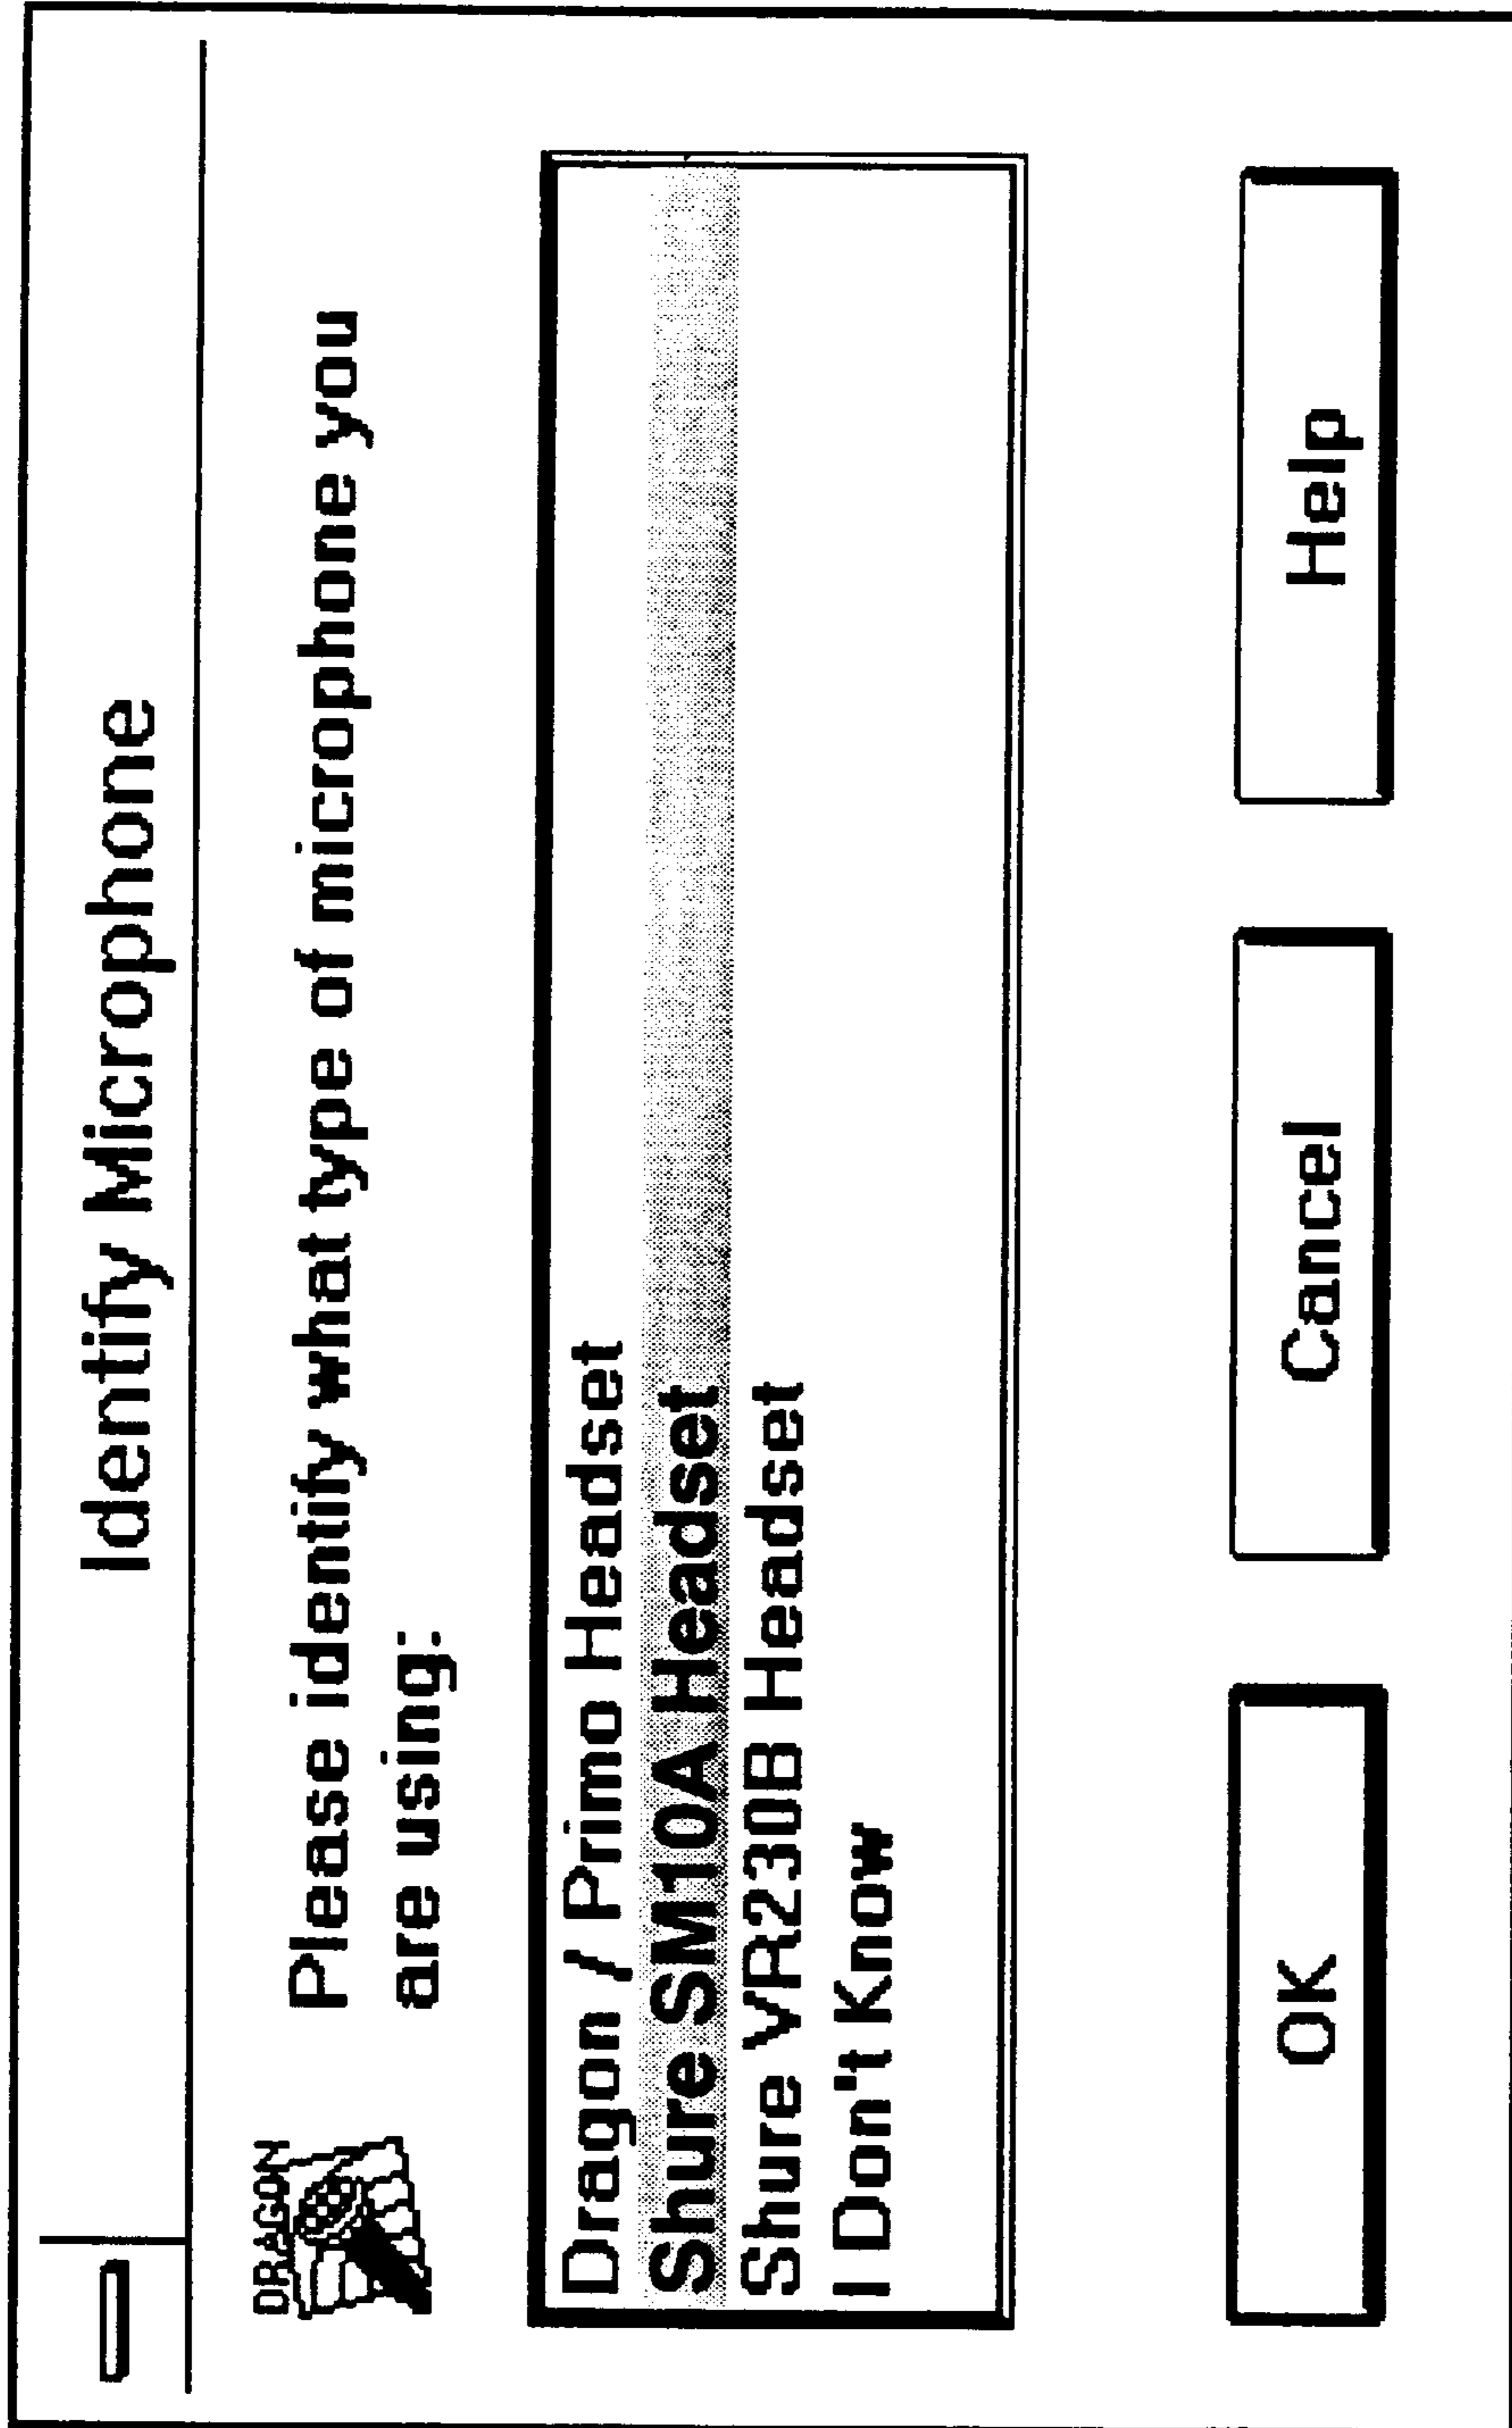 Identify Microphone
DRAGON
Please identify what type of microphone you
are using:
Dragon / Primo Headset
Shure SM10A Headset
Shure VR230B Headset
I Don't Know
OK
Cancel
Help